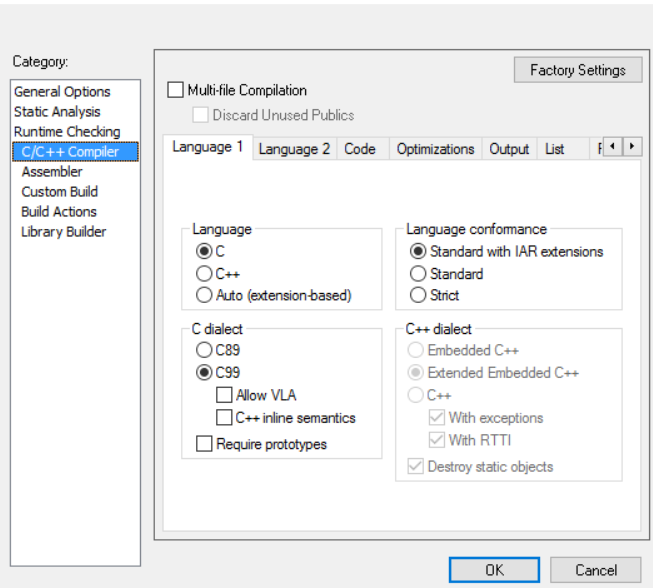 Category:
Factory Settings
General Options
Static Analysis
Runtime Checking
C/C++ Compiler
Assembler
Custom Build
Build Actions
Library Builder
Multi-file Compilation
Discard Unused Publics
Language 1 Language 2 Code Optimizations Output List
Language
C
C++
Auto (extension-based)
Language conformance
Standard with IAR extensions
Standard
Strict
C dialect
C89
C99
Allow VLA
C++ inline semantics
Require prototypes
C++ dialect
Embedded C++
Extended Embedded C++
C++
With exceptions
With RTTI
Destroy static objects
OK Cancel